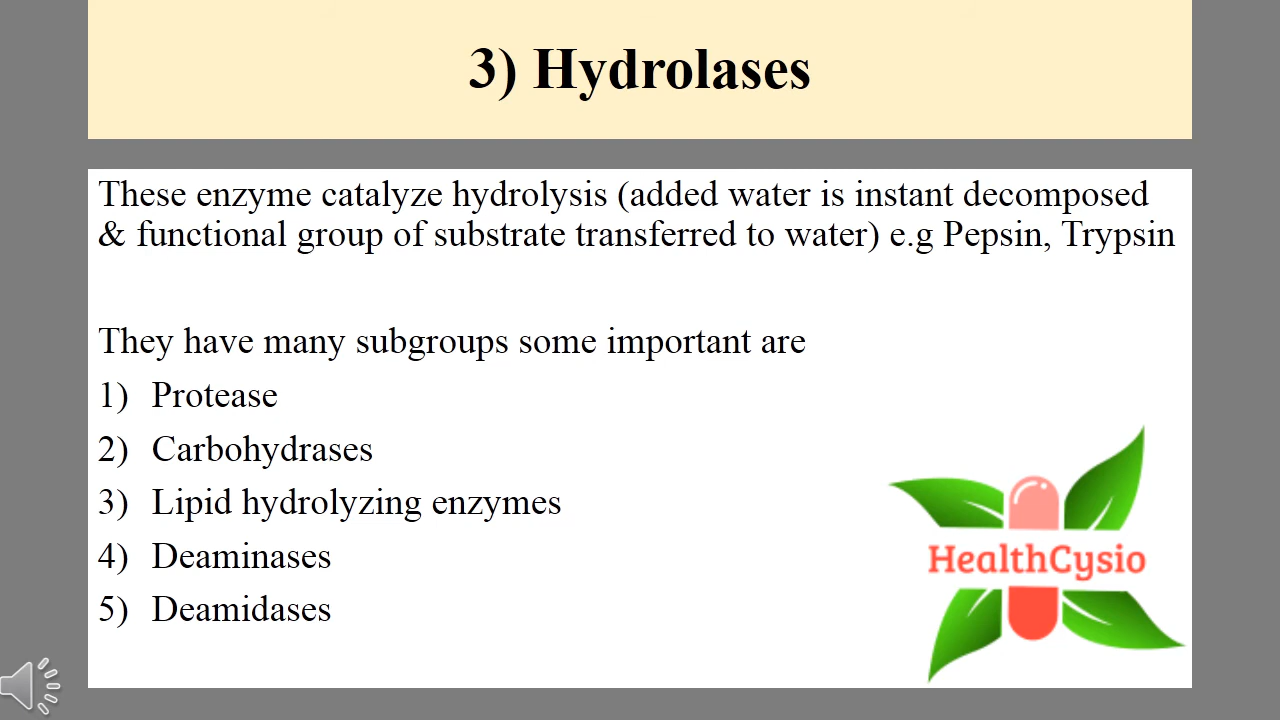 3) Hydrolases
These enzyme catalyze hydrolysis (added water is instant decomposed
& functional group of substrate transferred to water) e.g Pepsin, Trypsin
They have many subgroups some important are
1) Protease
2) Carbohydrases
3) Lipid hydrolyzing enzymes
4) Deaminases
5) Deamidases
HealthCysio